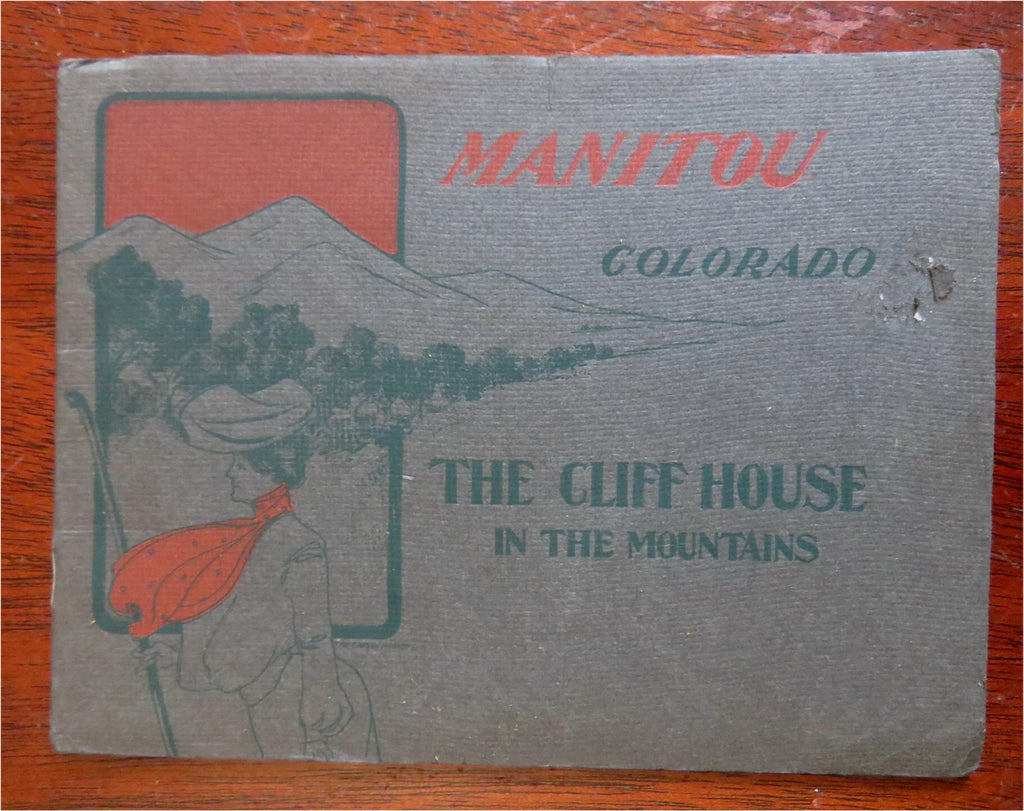 MANITOU
COLORADO
THE CLIFF HOUSE
IN THE MOUNTAINS